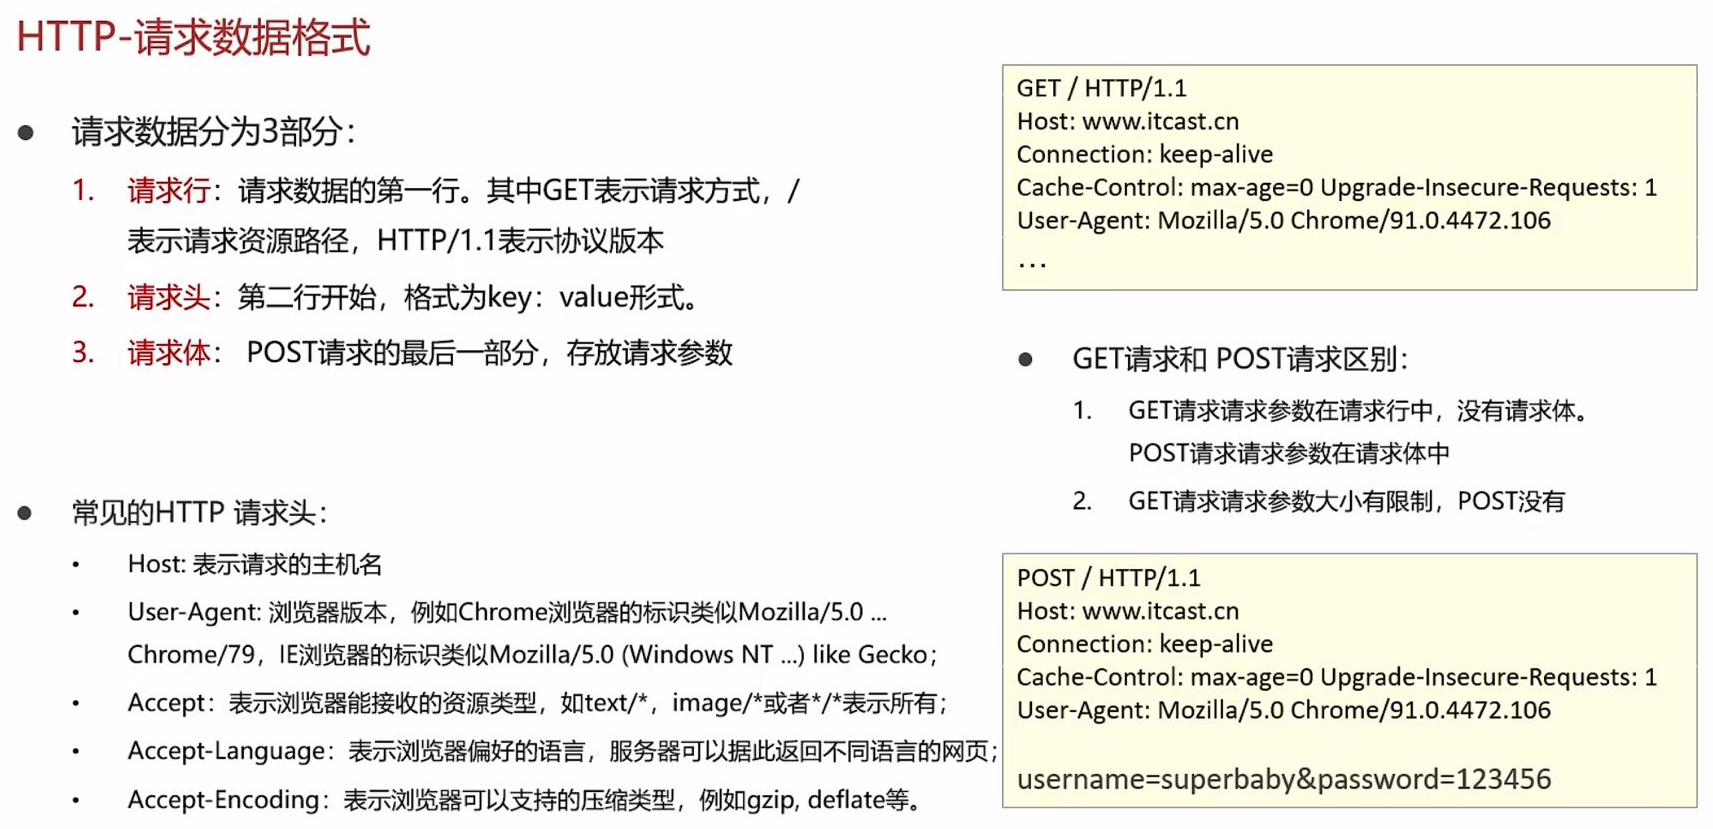 HTTP-请求数据格式
● 请求数据分为3部分：
1. 请求行：请求数据的第一行。其中GET表示请求方式，/
表示请求资源路径，HTTP/1.1表示协议版本
2. 请求头：第二行开始，格式为key：value形式。
3. 请求体： POST请求的最后一部分，存放请求参数
● 常见的HTTP 请求头：
• Host: 表示请求的主机名
• User-Agent: 浏览器版本，例如Chrome浏览器的标识类似Mozilla/5.0 ...
Chrome/79，IE浏览器的标识类似Mozilla/5.0 (Windows NT ...) like Gecko；
• Accept：表示浏览器能接收的资源类型，如text/*，image/*或者*/*表示所有；
• Accept-Language：表示浏览器偏好的语言，服务器可以据此返回不同语言的网页；
• Accept-Encoding：表示浏览器可以支持的压缩类型，例如gzip, deflate等。
GET / HTTP/1.1
Host: www.itcast.cn
Connection: keep-alive
Cache-Control: max-age=0 Upgrade-Insecure-Requests: 1
User-Agent: Mozilla/5.0 Chrome/91.0.4472.106
...
● GET请求和 POST请求区别：
1. GET请求请求参数在请求行中，没有请求体。
POST请求请求参数在请求体中
2. GET请求请求参数大小有限制，POST没有
POST / HTTP/1.1
Host: www.itcast.cn
Connection: keep-alive
Cache-Control: max-age=0 Upgrade-Insecure-Requests: 1
User-Agent: Mozilla/5.0 Chrome/91.0.4472.106
username=superbaby&password=123456